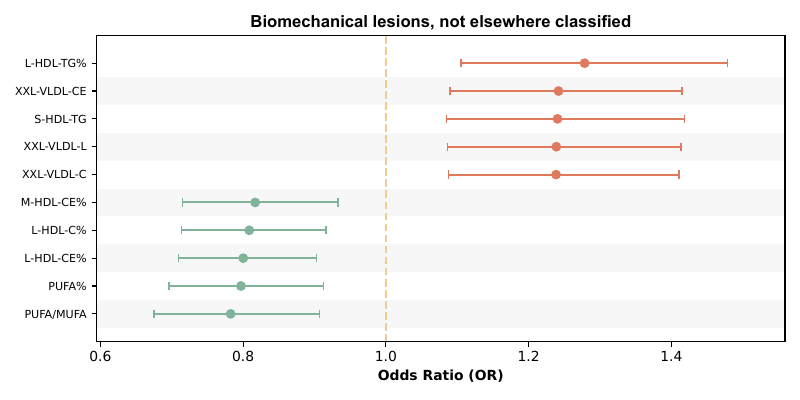 Biomechanical lesions, not elsewhere classified
L-HDL-TG%
XXL-VLDL-CE
S-HDL-TG
XXL-VLDL-L
XXL-VLDL-C
M-HDL-CE%
L-HDL-C%
L-HDL-CE%
PUFA%
PUFA/MUFA
0.6 0.8 1.0 1.2 1.4
Odds Ratio (OR)